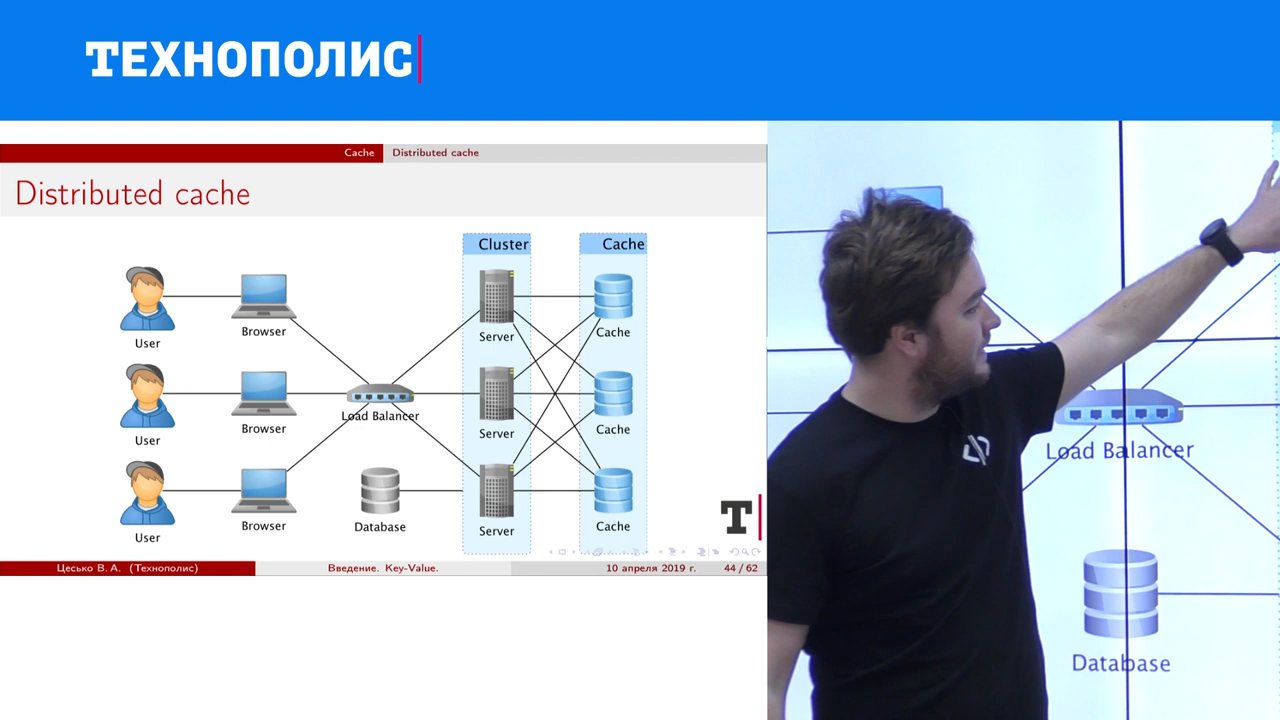 ТЕХНОПОЛИС
Cache Distributed cache
Distributed cache
Cluster Cache
User Browser Server Cache
User Browser Load Balancer Server Cache
User Browser Database Server Cache
T
Цесько В. А. (Технополис) Введение. Key-Value. 10 апреля 2019 г. 44 / 62
Load Balancer
Database